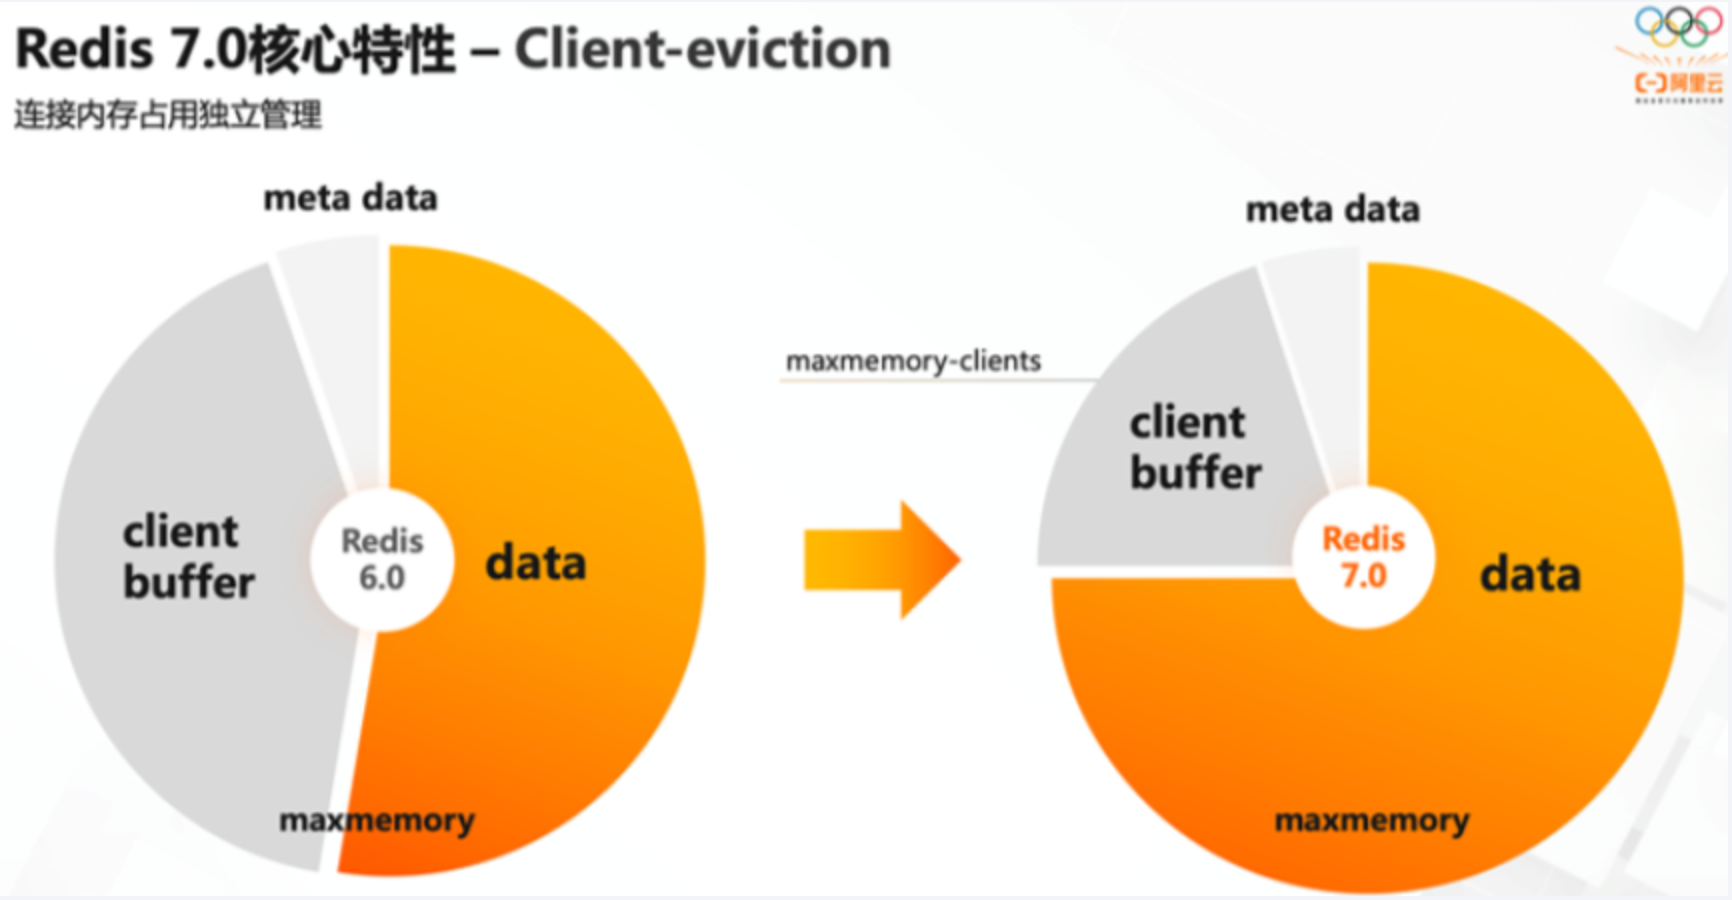 Redis 7.0核心特性 – Client-eviction
连接内存占用独立管理
阿里云
meta data
client
buffer
Redis
6.0
data
maxmemory
maxmemory-clients
meta data
client
buffer
Redis
7.0
data
maxmemory